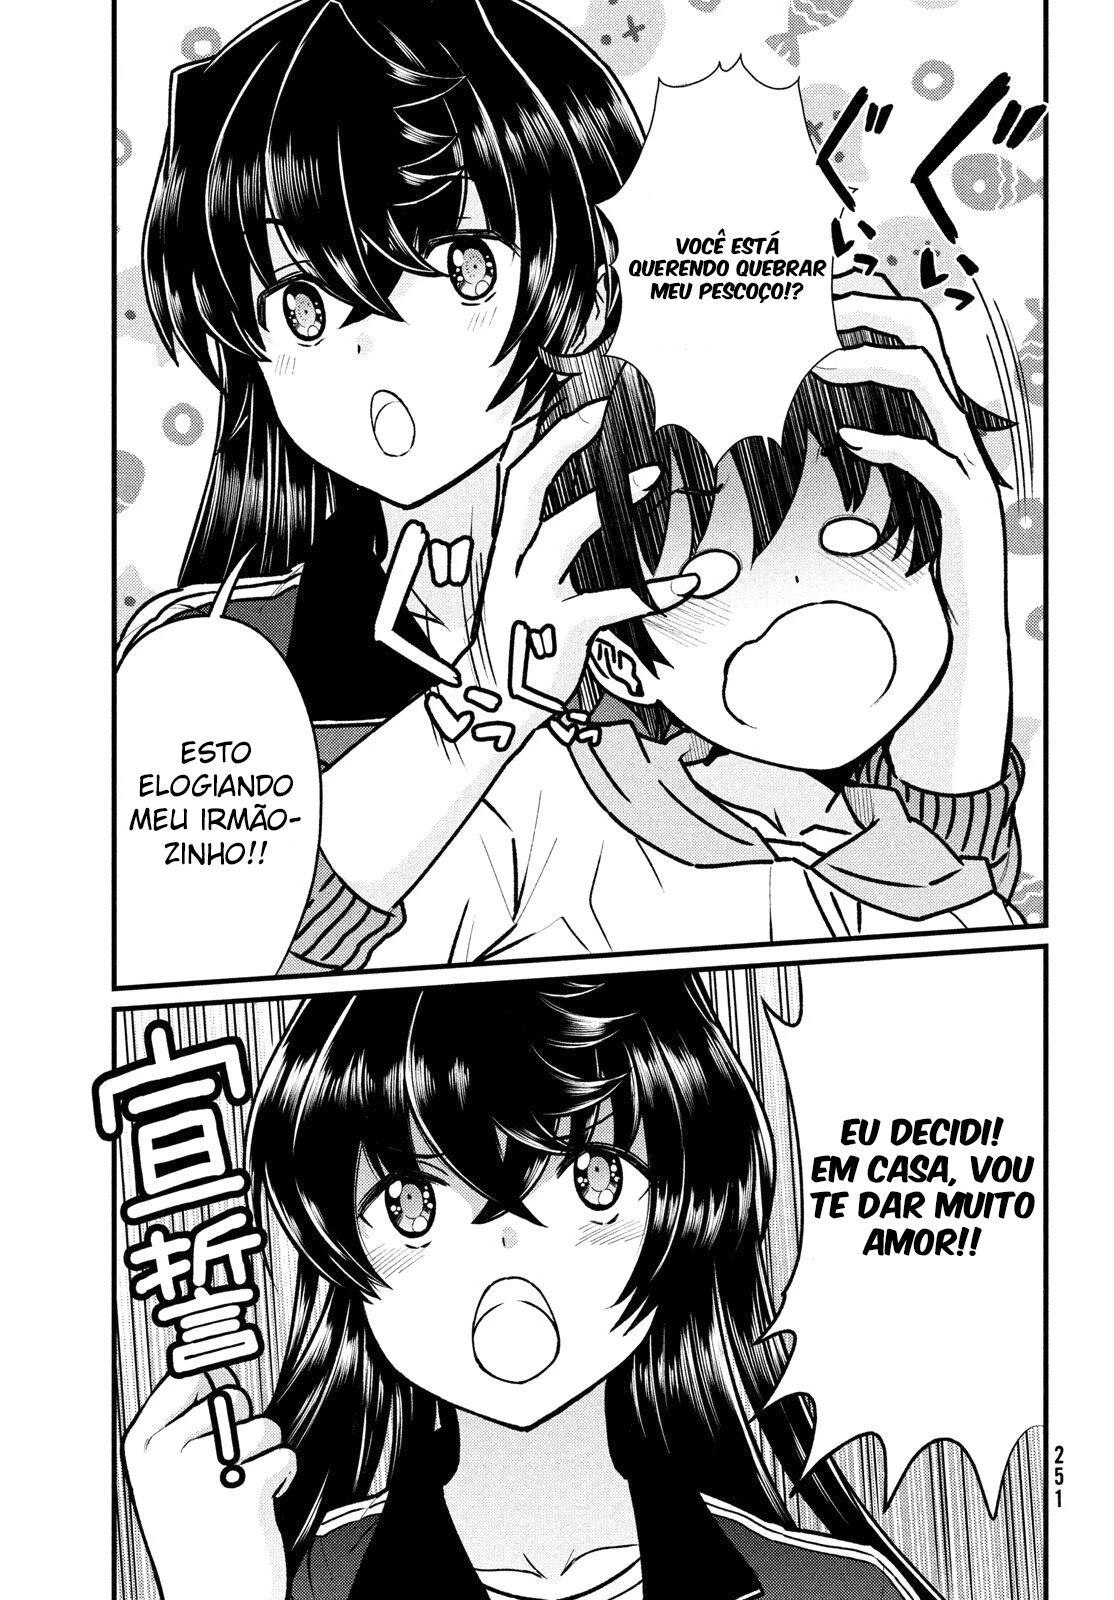 VOCÊ ESTÁ
QUERENDO QUEBRAR
MEU PESCOÇO!?
ESTO
ELOGIANDO
MEU IRMÃO-
ZINHO!!
EU DECIDI!
EM CASA, VOU
TE DAR MUITO
AMOR!!
宣誓!
251